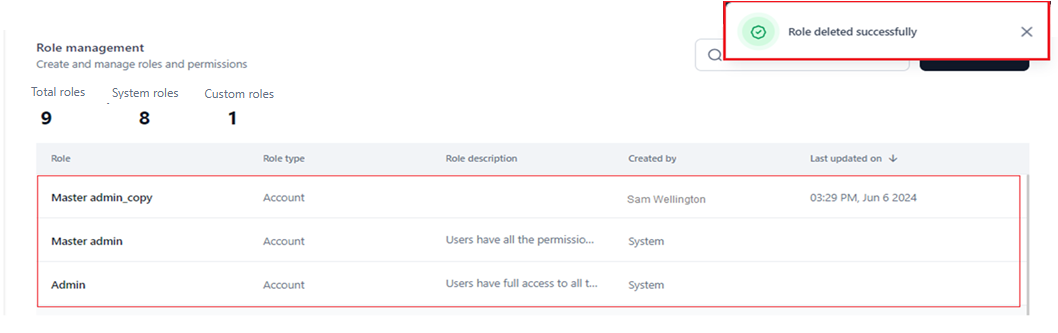 Role deleted successfully
Role management
Create and manage roles and permissions
Total roles System roles Custom roles
9 8 1
Role Role type Role description Created by Last updated on
Master admin_copy Account Sam Wellington 03:29 PM, Jun 6 2024
Master admin Account Users have all the permissio... System
Admin Account Users have full access to all t... System